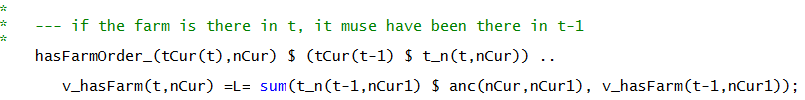 *
*   --- if the farm is there in t, it muse have been there in t-1
*
hasFarmOrder_(tCur(t),nCur) $ (tCur(t-1) $ t_n(t,nCur)) ..
v_hasFarm(t,nCur) =L= sum(t_n(t-1,nCur1) $ anc(nCur,nCur1), v_hasFarm(t-1,nCur1));